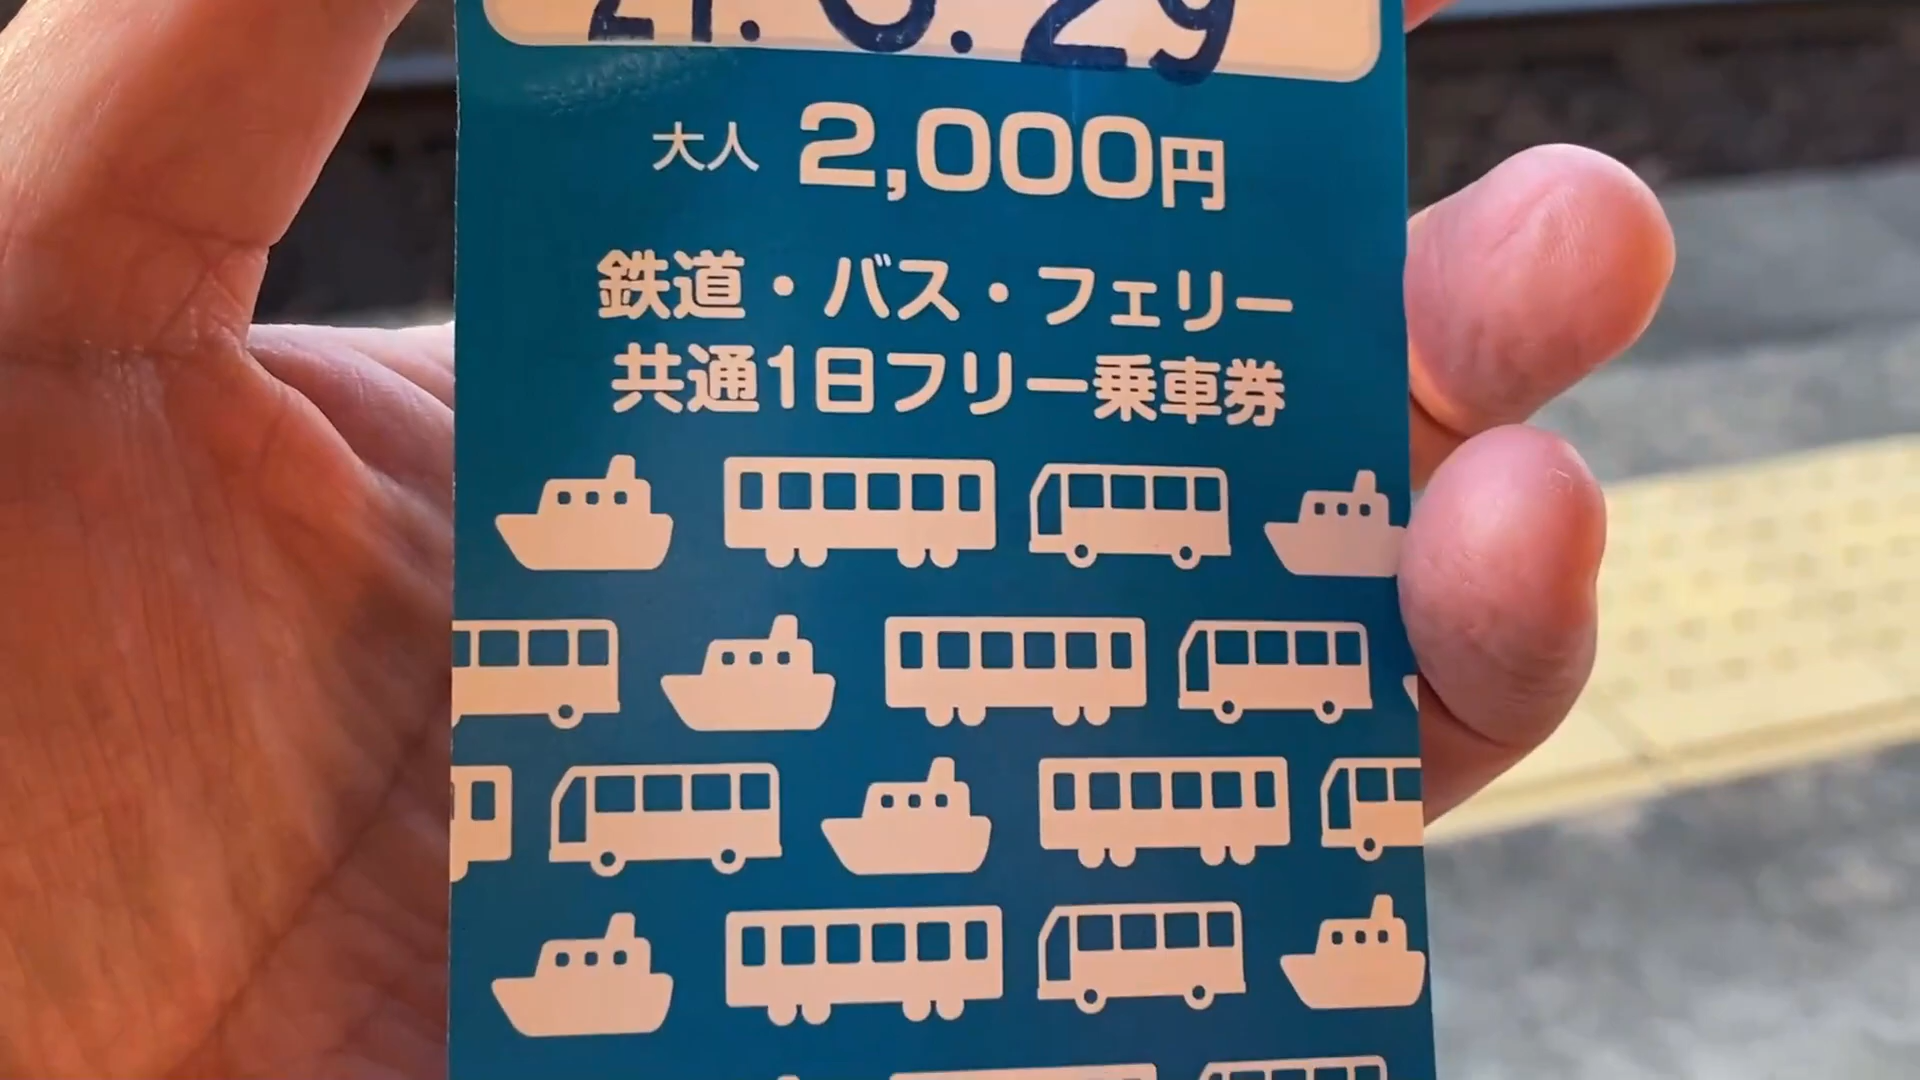 大人 2,000円
鉄道・バス・フェリー
共通1日フリー乗車券